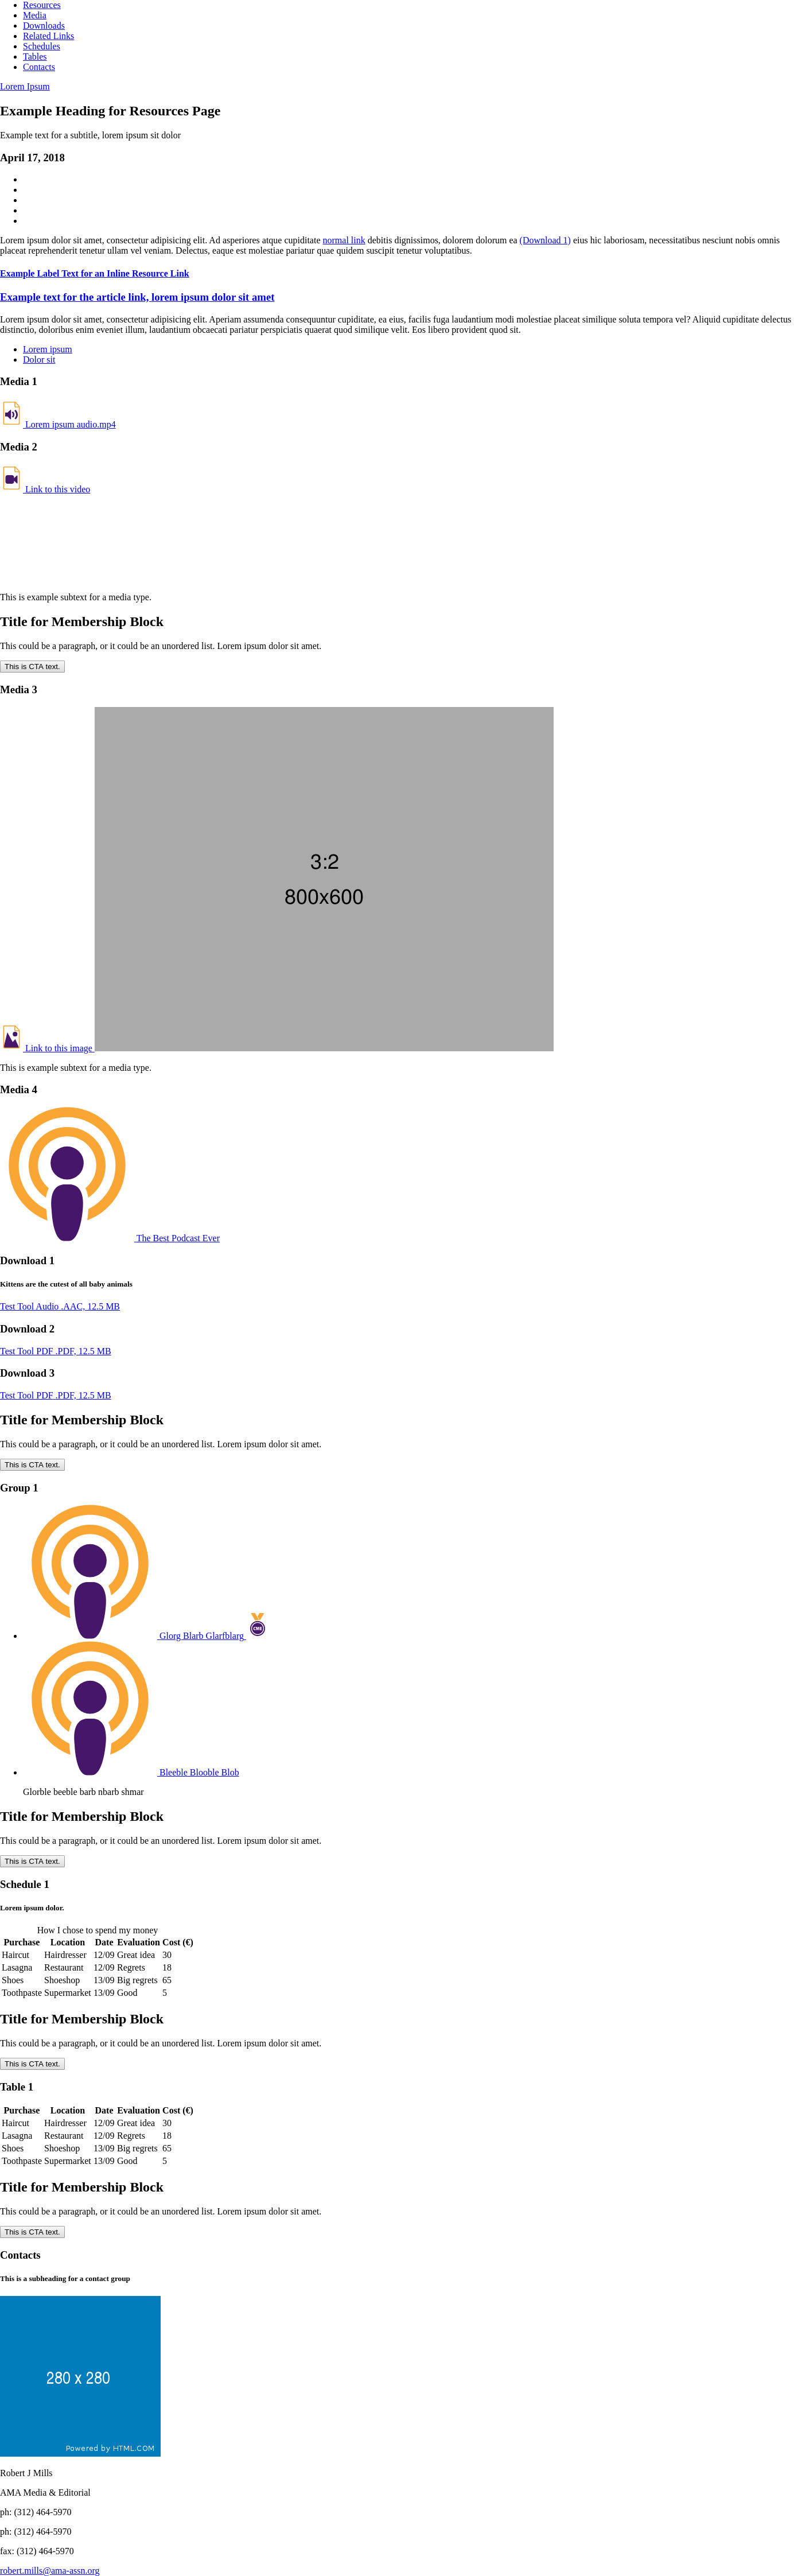 Resources
Media
Downloads
Related Links
Schedules
Tables
Contacts
Lorem Ipsum
Example Heading for Resources Page
Example text for a subtitle, lorem ipsum sit dolor
April 17, 2018
Lorem ipsum dolor sit amet, consectetur adipisicing elit. Ad asperiores atque cupiditate normal link debitis dignissimos, dolorem dolorum ea (Download 1) eius hic laboriosam, necessitatibus nesciunt nobis omnis
placeat reprehenderit tenetur ullam vel veniam. Delectus, eaque est molestiae pariatur quae quidem suscipit tenetur voluptatibus.
Example Label Text for an Inline Resource Link
Example text for the article link, lorem ipsum dolor sit amet
Lorem ipsum dolor sit amet, consectetur adipisicing elit. Aperiam assumenda consequuntur cupiditate, ea eius, facilis fuga laudantium modi molestiae placeat similique soluta tempora vel? Aliquid cupiditate delectus
distinctio, doloribus enim eveniet illum, laudantium obcaecati pariatur perspiciatis quaerat quod similique velit. Eos libero provident quod sit.
Lorem ipsum
Dolor sit
Media 1
Lorem ipsum audio.mp4
Media 2
Link to this video
This is example subtext for a media type.
Title for Membership Block
This could be a paragraph, or it could be an unordered list. Lorem ipsum dolor sit amet.
This is CTA text.
Media 3
3:2
800x600
Link to this image
This is example subtext for a media type.
Media 4
The Best Podcast Ever
Download 1
Kittens are the cutest of all baby animals
Test Tool Audio .AAC, 12.5 MB
Download 2
Test Tool PDF .PDF, 12.5 MB
Download 3
Test Tool PDF .PDF, 12.5 MB
Title for Membership Block
This could be a paragraph, or it could be an unordered list. Lorem ipsum dolor sit amet.
This is CTA text.
Group 1
Glorg Blarb Glarfblarg CME
Bleeble Blooble Blob
Glorble beeble barb nbarb shmar
Title for Membership Block
This could be a paragraph, or it could be an unordered list. Lorem ipsum dolor sit amet.
This is CTA text.
Schedule 1
Lorem ipsum dolor.
How I chose to spend my money
Purchase Location Date Evaluation Cost (€)
Haircut Hairdresser 12/09 Great idea 30
Lasagna Restaurant 12/09 Regrets 18
Shoes Shoeshop 13/09 Big regrets 65
Toothpaste Supermarket 13/09 Good 5
Title for Membership Block
This could be a paragraph, or it could be an unordered list. Lorem ipsum dolor sit amet.
This is CTA text.
Table 1
Purchase Location Date Evaluation Cost (€)
Haircut Hairdresser 12/09 Great idea 30
Lasagna Restaurant 12/09 Regrets 18
Shoes Shoeshop 13/09 Big regrets 65
Toothpaste Supermarket 13/09 Good 5
Title for Membership Block
This could be a paragraph, or it could be an unordered list. Lorem ipsum dolor sit amet.
This is CTA text.
Contacts
This is a subheading for a contact group
280 x 280
Powered by HTML.COM
Robert J Mills
AMA Media & Editorial
ph: (312) 464-5970
ph: (312) 464-5970
fax: (312) 464-5970
robert.mills@ama-assn.org